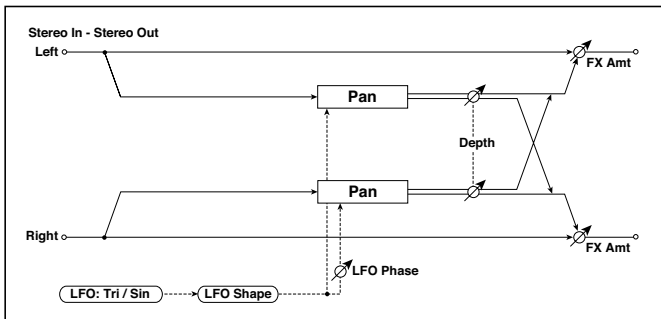 Stereo In - Stereo Out
Left
FX Amt
Pan
Depth
Pan
Right
FX Amt
LFO Phase
LFO: Tri / Sin
LFO Shape